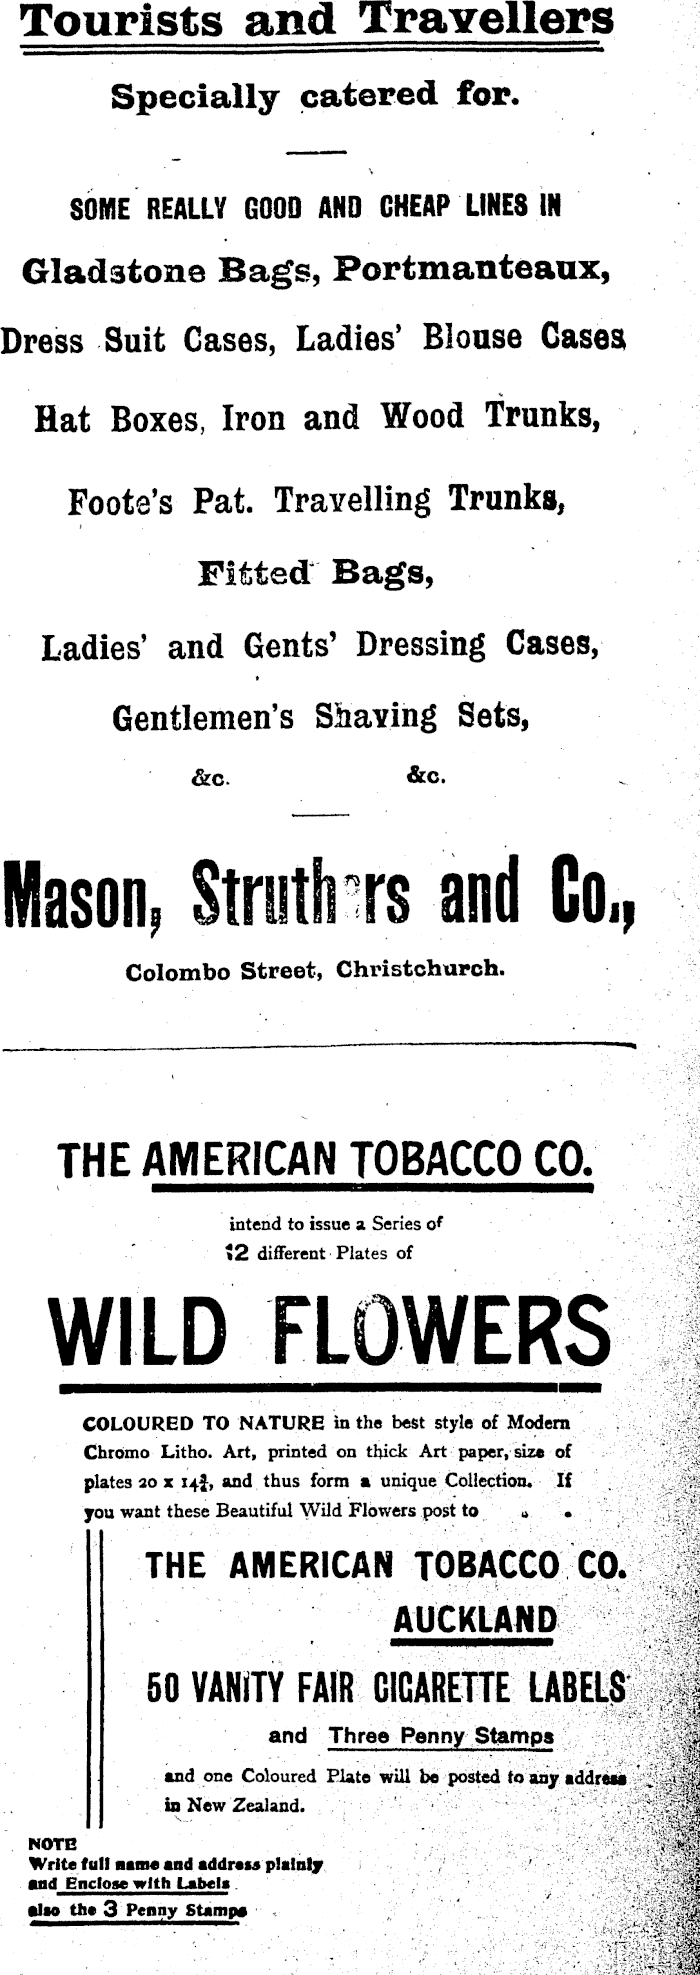 Tourists and Travellers
Specially catered for.
SOME REALLY GOOD AND CHEAP LINES IN
Gladstone Bags, Portmanteaux,
Dress Suit Cases, Ladies' Blouse Cases
Hat Boxes, Iron and Wood Trunks,
Foote's Pat. Travelling Trunks,
Fitted Bags,
Ladies' and Gents' Dressing Cases,
Gentlemen's Shaving Sets,
&c. &c.
Mason, Struthers and Co.,
Colombo Street, Christchurch.
THE AMERICAN TOBACCO CO.
intend to issue a Series of
12 different Plates of
WILD FLOWERS
COLOURED TO NATURE in the best style of Modern
Chromo Litho. Art, printed on thick Art paper, size of
plates 20 x 14¾, and thus form a unique Collection. If
you want these Beautiful Wild Flowers post to . .
THE AMERICAN TOBACCO CO.
AUCKLAND
50 VANITY FAIR CIGARETTE LABELS
and Three Penny Stamps
and one Coloured Plate will be posted to any address
in New Zealand.
NOTE
Write full name and address plainly
and Enclose with Labels
also the 3 Penny Stamps